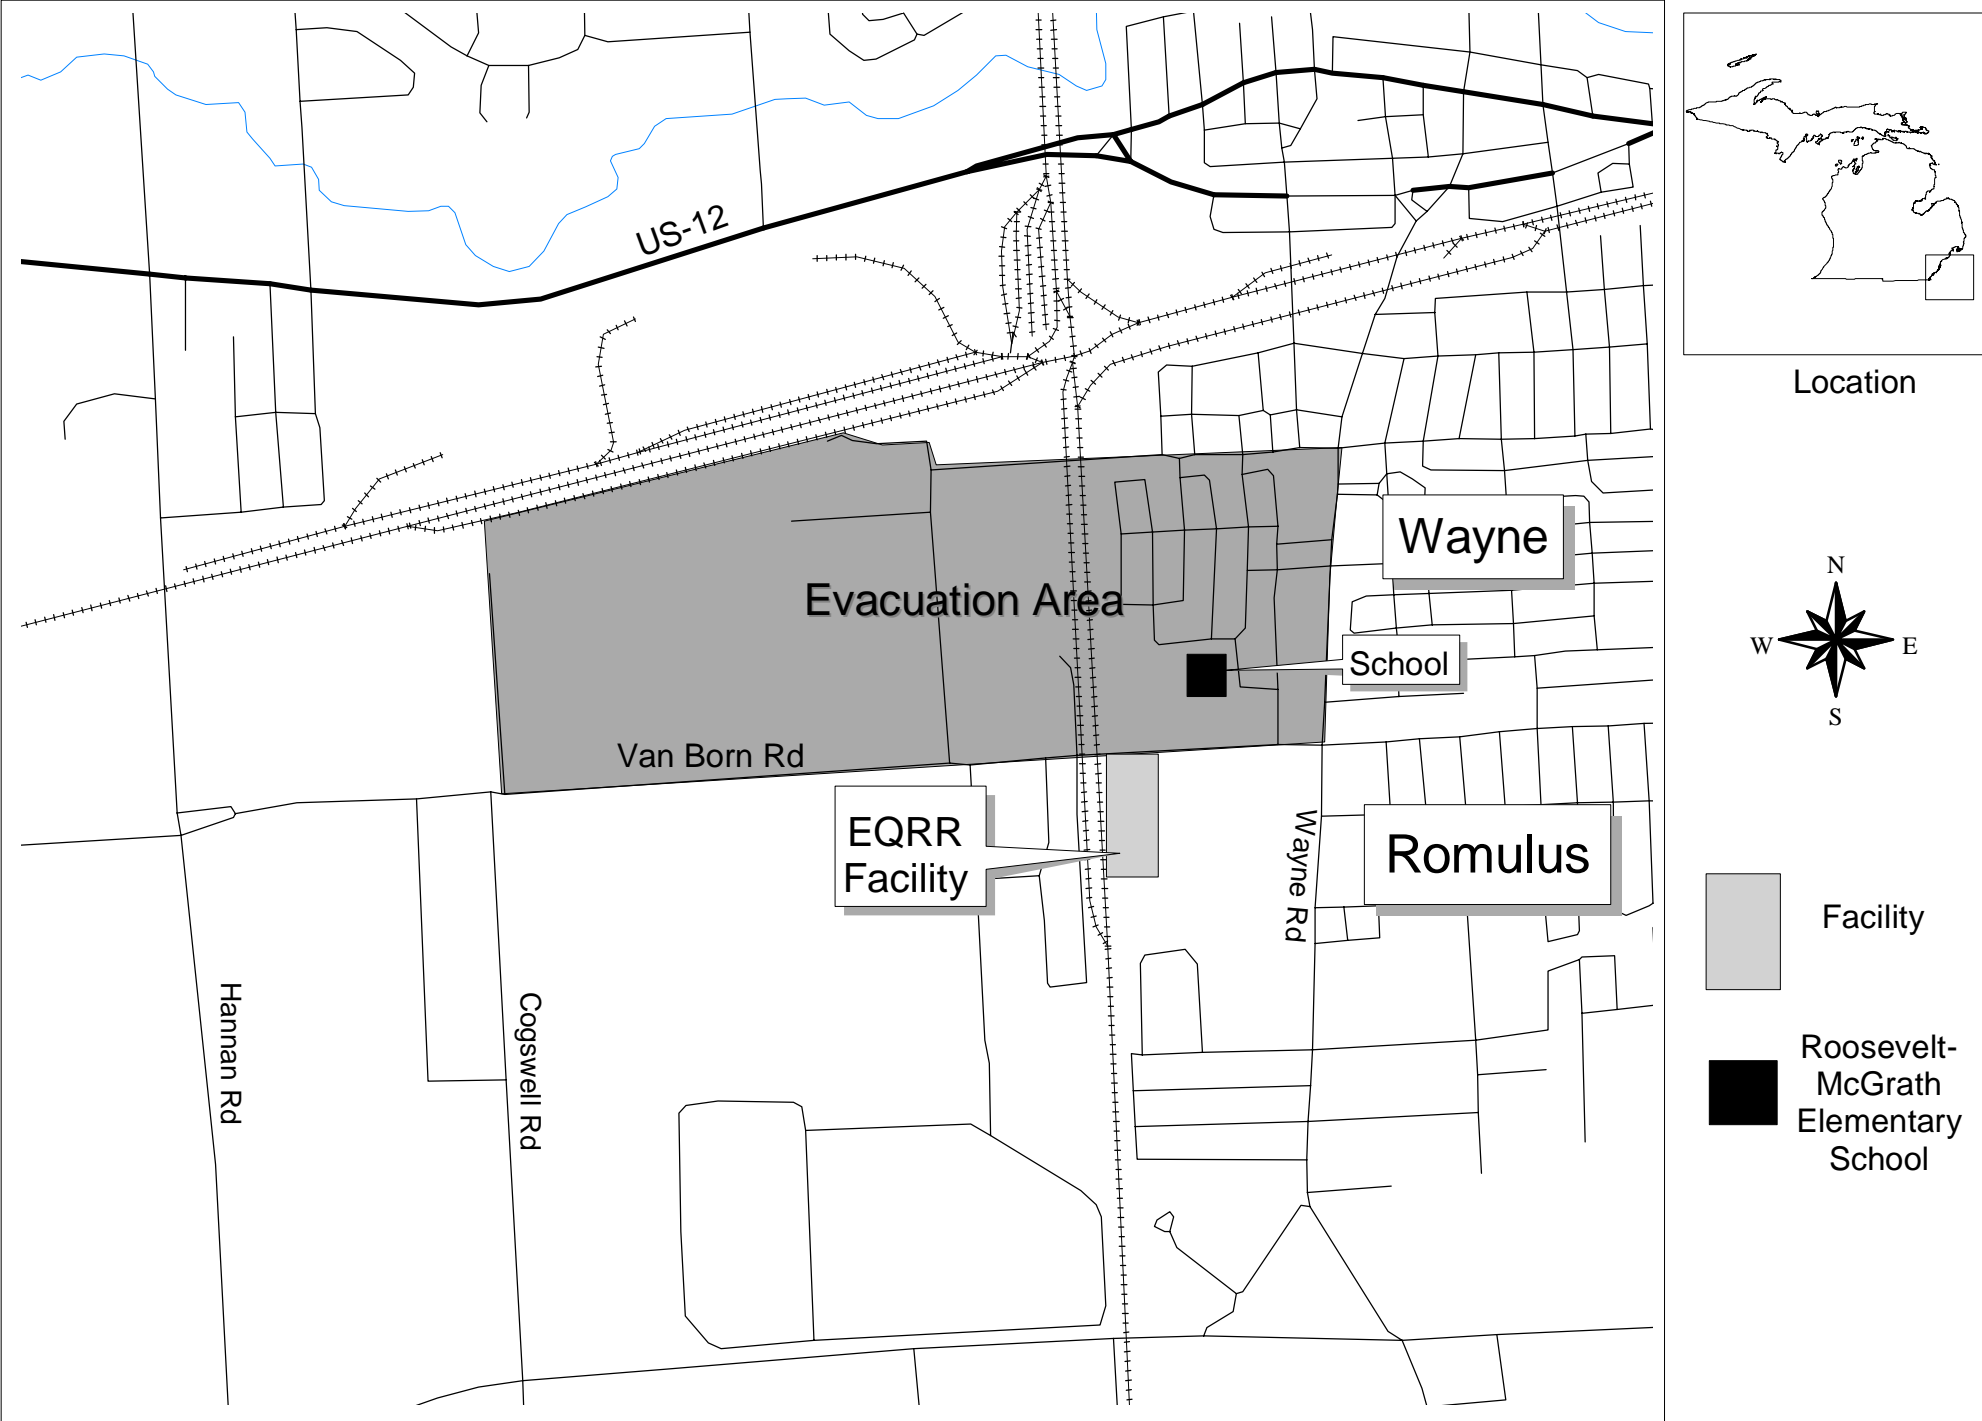 US-12
Evacuation Area
Wayne
School
Van Born Rd
EQRR
Facility
Romulus
Wayne Rd
Hannan Rd
Cogswell Rd
Location
N
W
E
S
Facility
Roosevelt-
McGrath
Elementary
School